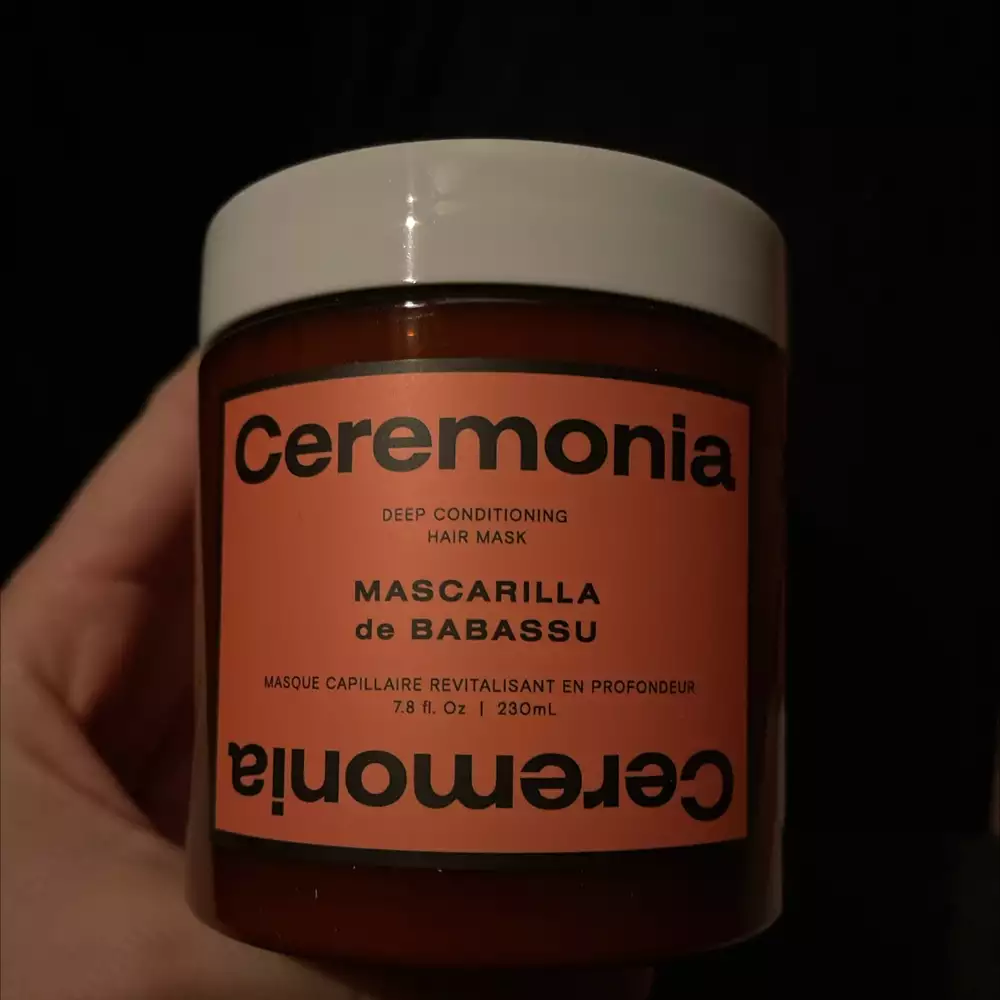 Ceremonia
DEEP CONDITIONING
HAIR MASK
MASCARILLA
de BABASSU
MASQUE CAPILLAIRE REVITALISANT EN PROFONDEUR
7.8 fl. Oz | 230mL
Ceremonia